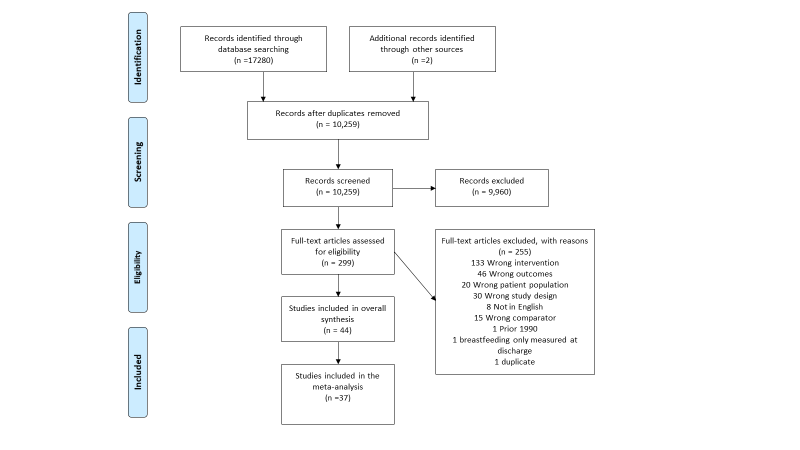 Identification
Records identified through
database searching
(n =17280)
Additional records identified
through other sources
(n =2)
Records after duplicates removed
(n = 10,259)
Screening
Records screened
(n = 10,259)
Records excluded
(n = 9,960)
Eligibility
Full-text articles assessed
for eligibility
(n = 299)
Full-text articles excluded, with reasons
(n = 255)
133 Wrong intervention
46 Wrong outcomes
20 Wrong patient population
30 Wrong study design
8 Not in English
15 Wrong comparator
1 Prior 1990
1 breastfeeding only measured at
discharge
1 duplicate
Studies included in overall
synthesis
(n = 44)
Included
Studies included in the
meta-analysis
(n =37)